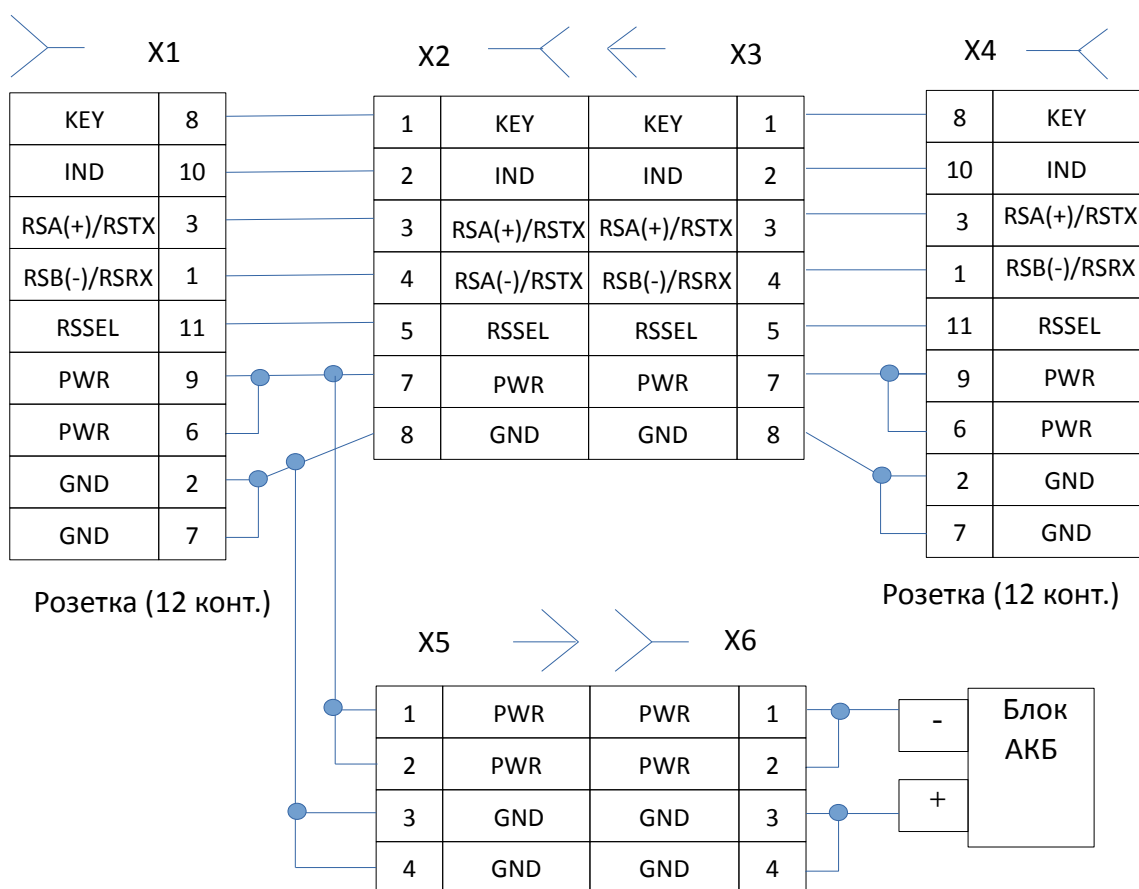 X1 X2 X3 X4
KEY 8 1 KEY KEY 1 8 KEY
IND 10 2 IND IND 2 10 IND
RSA(+)/RSTX 3 3 RSA(+)/RSTX RSA(+)/RSTX 3 3 RSA(+)/RSTX
RSB(-)/RSRX 1 4 RSA(-)/RSTX RSB(-)/RSRX 4 1 RSB(-)/RSRX
RSSEL 11 5 RSSEL RSSEL 5 11 RSSEL
PWR 9 7 PWR PWR 7 9 PWR
PWR 6 8 GND GND 8 6 PWR
GND 2 2 GND
GND 7 7 GND
Розетка (12 конт.) Розетка (12 конт.)
X5 X6
1 PWR PWR 1 - Блок
2 PWR PWR 2 АКБ
3 GND GND 3 +
4 GND GND 4